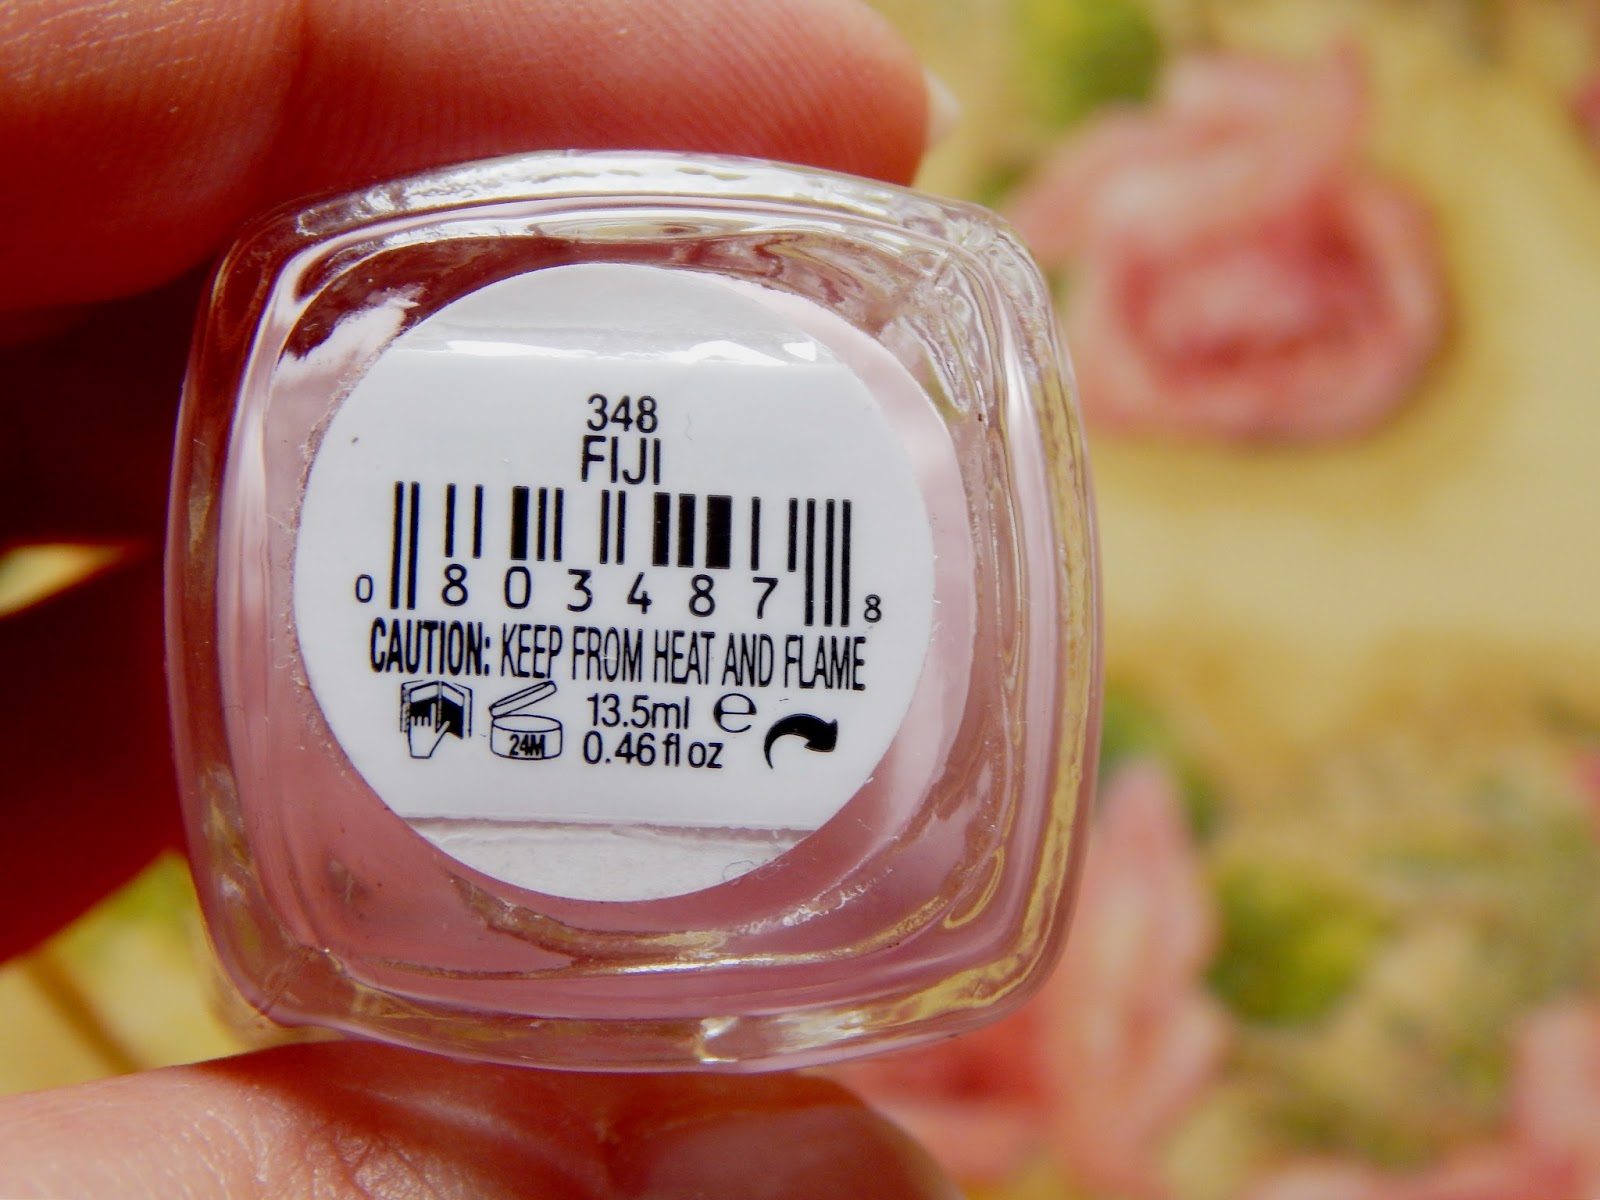 348
FIJI
0 803487 8
CAUTION: KEEP FROM HEAT AND FLAME
24M
13.5ml e
0.46 fl oz